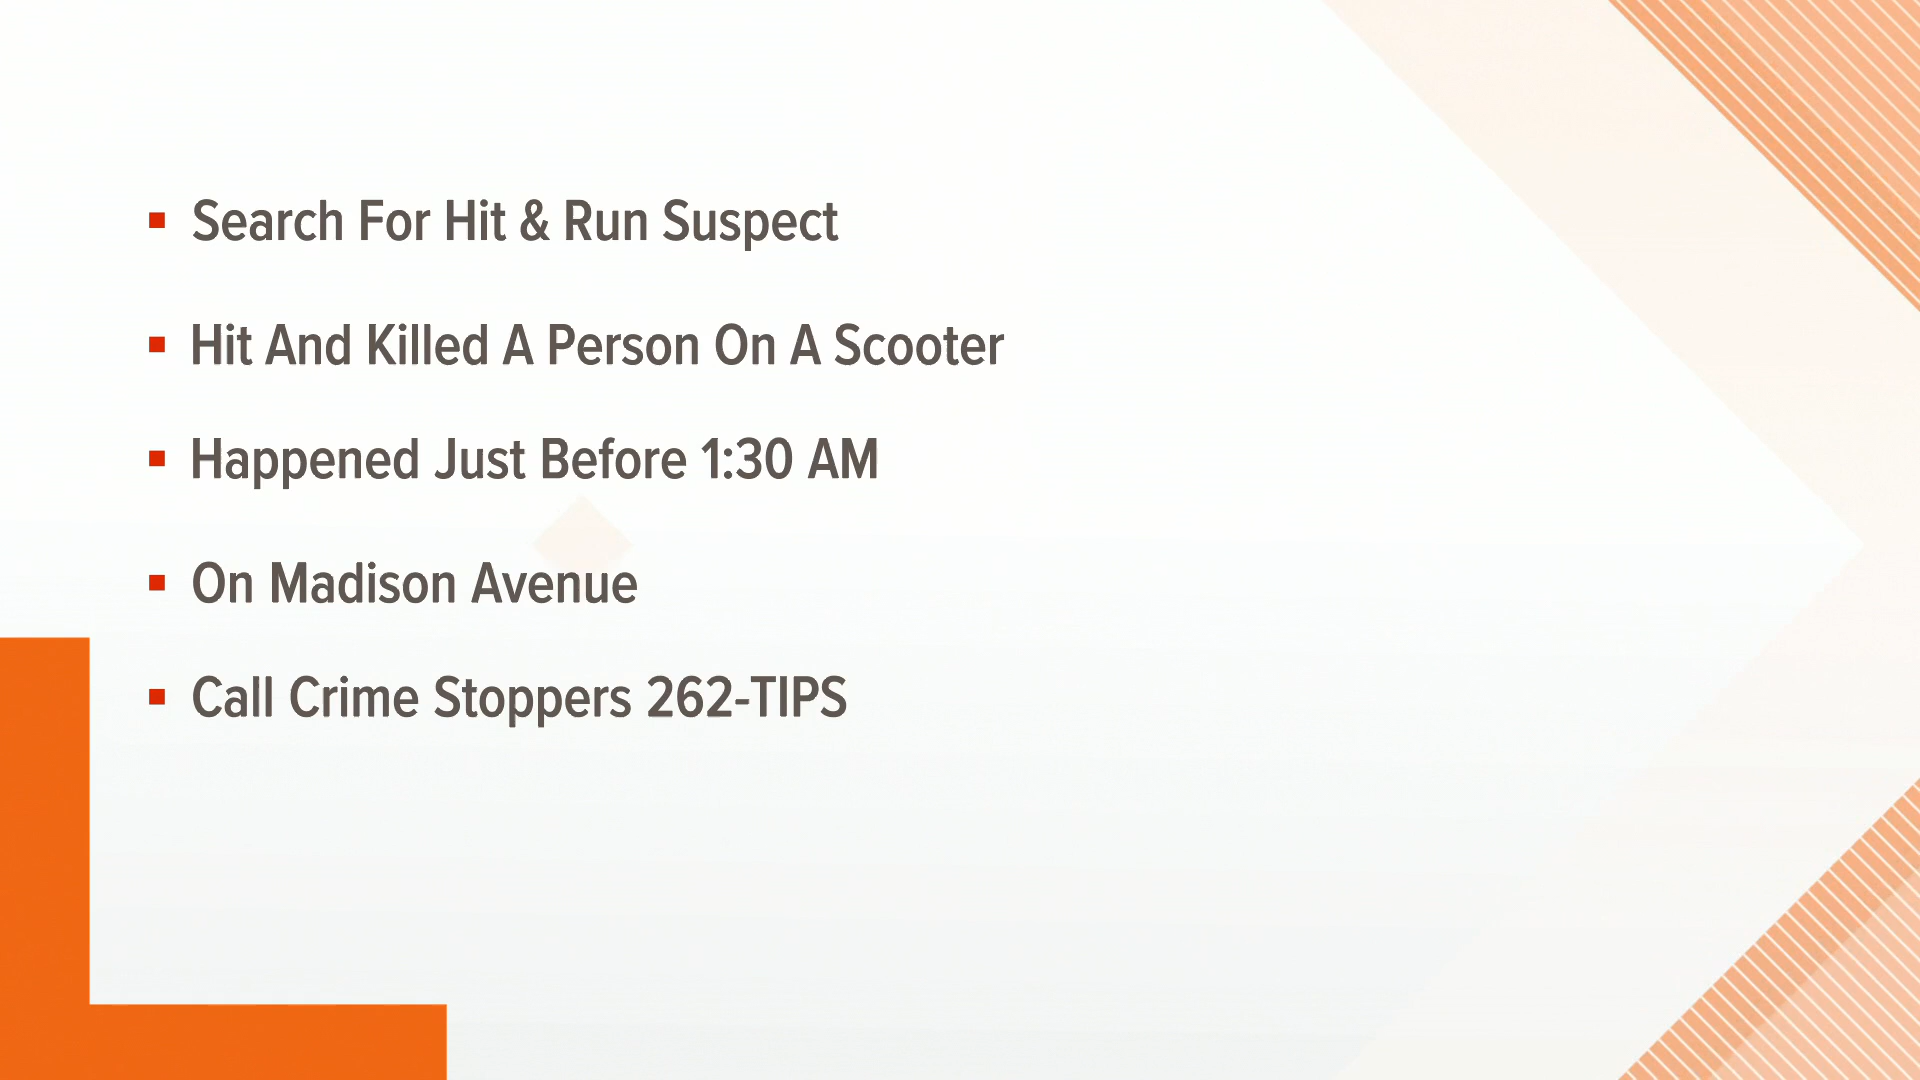 Search For Hit & Run Suspect
Hit And Killed A Person On A Scooter
Happened Just Before 1:30 AM
On Madison Avenue
Call Crime Stoppers 262-TIPS